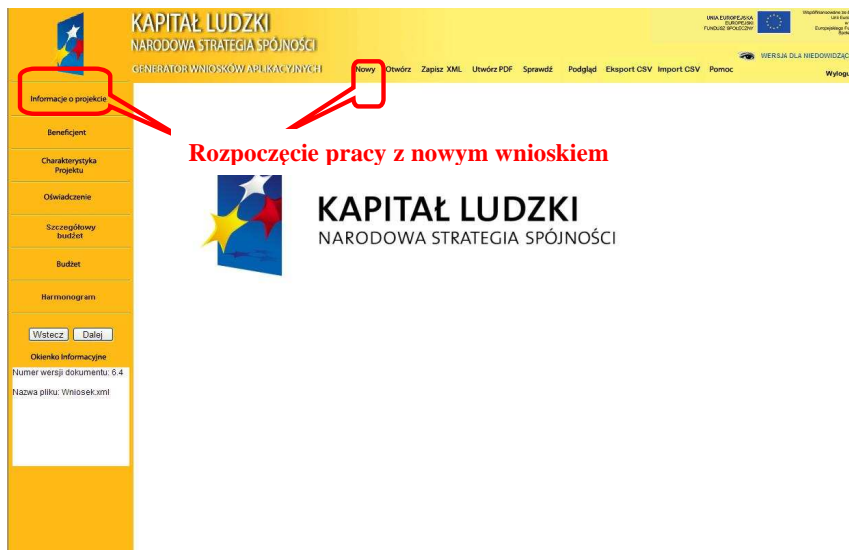 KAPITAŁ LUDZKI
NARODOWA STRATEGIA SPÓJNOŚCI
GENERATOR WNIOSKÓW APLIKACYJNYCH
UNIA EUROPEJSKA
EUROPEJSKI
FUNDUSZ SPOŁECZNY
WERSJA DLA NIEDOWIDZĄC
Nowy Otwórz Zapisz XML Utwórz PDF Sprawdź Podgląd Eksport CSV Import CSV Pomoc
Wylogu
Informacje o projekcie
Beneficjent
Charakterystyka
Projektu
Oświadczenie
Szczegółowy
budżet
Budżet
Harmonogram
Wstecz Dalej
Okienko Informacyjne
Numer wersji dokumentu: 6.4
Nazwa pliku: Wniosek.xml
Rozpoczęcie pracy z nowym wnioskiem
KAPITAŁ LUDZKI
NARODOWA STRATEGIA SPÓJNOŚCI